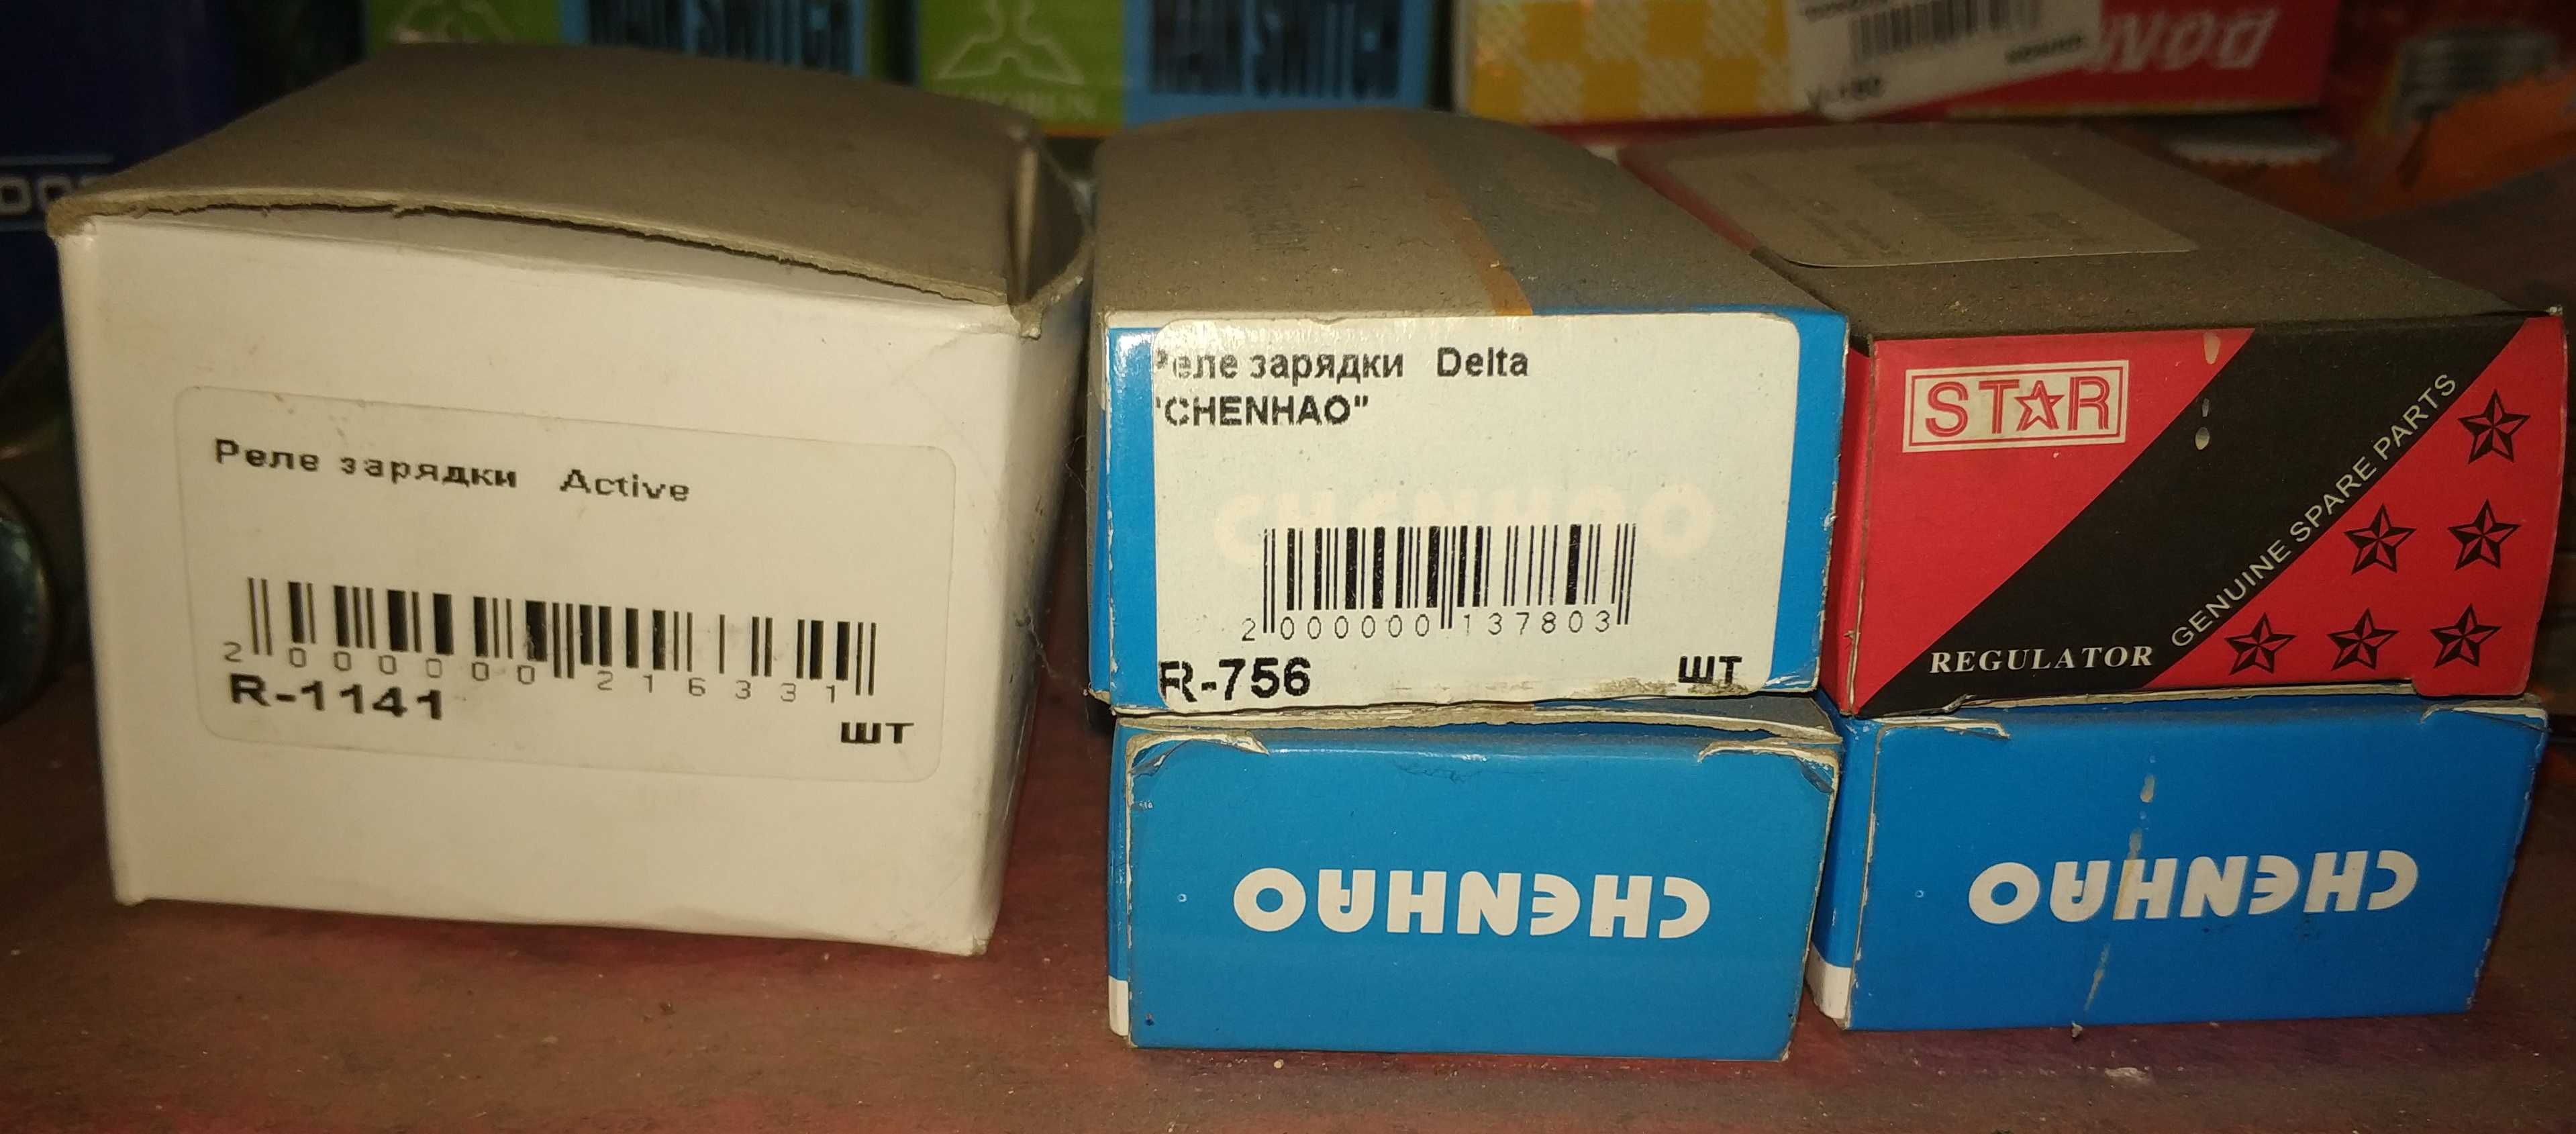 Реле зарядки Active
2 000000 216331
R-1141
шт
Реле зарядки Delta
"CHENHAO"
CHENHAO
2 000000 137803
R-756
шт
STAR
GENUINE SPARE PARTS
REGULATOR
CHENHAO
CHENHAO